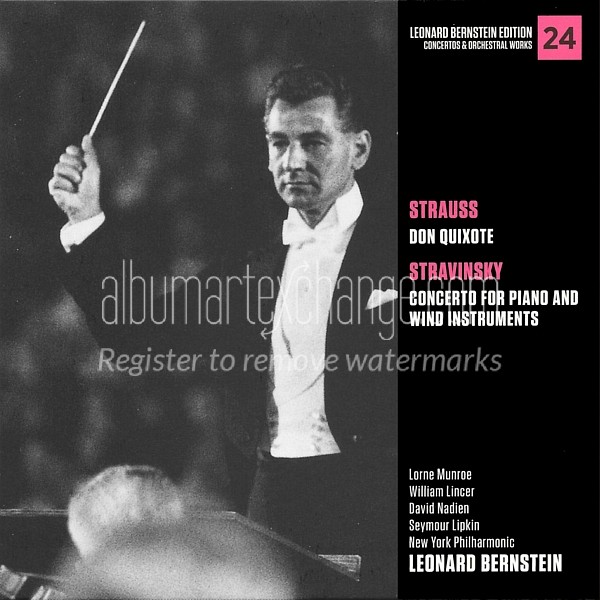 LEONARD BERNSTEIN EDITION
CONCERTOS & ORCHESTRAL WORKS
24
STRAUSS
DON QUIXOTE
STRAVINSKY
CONCERTO FOR PIANO AND
WIND INSTRUMENTS
albumartexchange.com
Register to remove watermarks
Lorne Munroe
William Lincer
David Nadien
Seymour Lipkin
New York Philharmonic
LEONARD BERNSTEIN